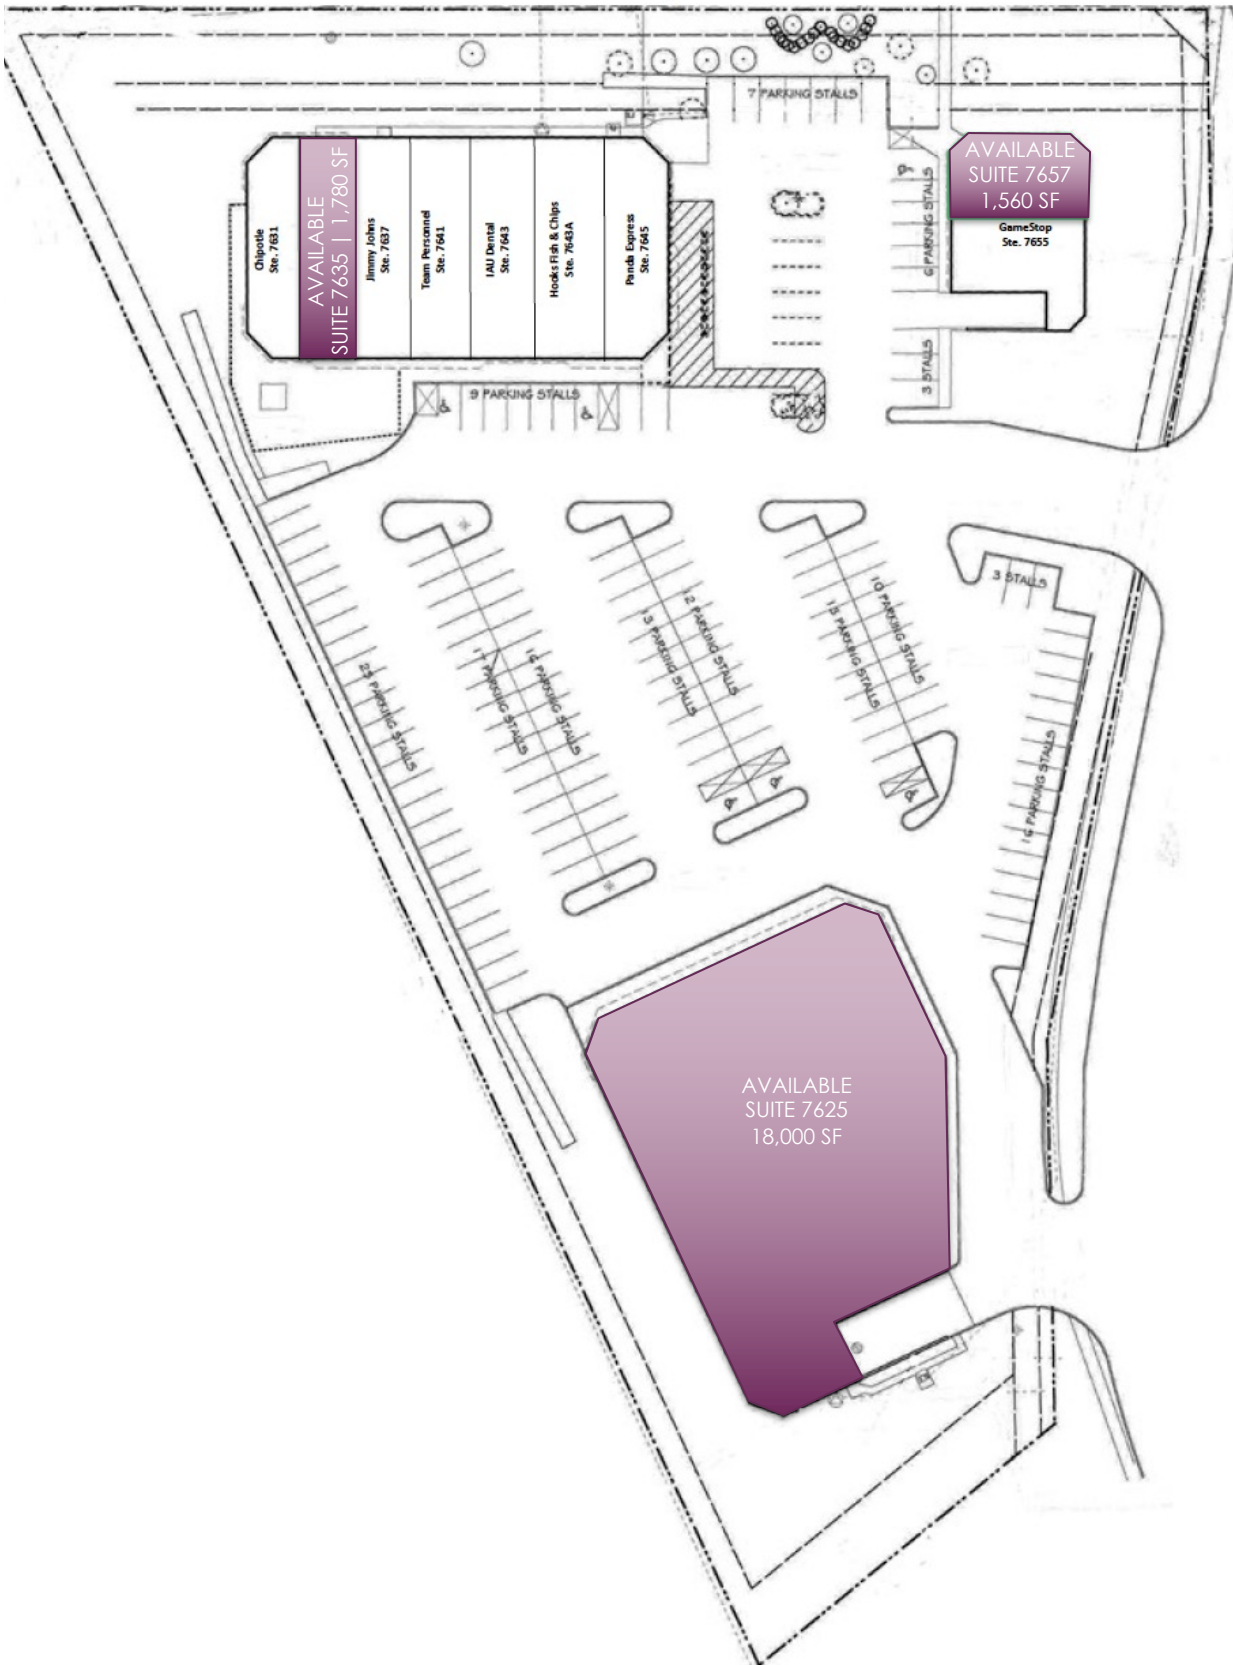 7 PARKING STALLS
AVAILABLE
SUITE 7657
1,560 SF
GameStop
Ste. 7655
Chipotle
Ste. 7631
AVAILABLE
SUITE 7635 | 1,780 SF
Jimmy Johns
Ste. 7637
Team Personnel
Ste. 7641
IAU Dental
Ste. 7643
Hooks Fish & Chips
Ste. 7643A
Panda Express
Ste. 7645
6 PARKING STALLS
3 STALLS
9 PARKING STALLS
3 STALLS
25 PARKING STALLS
17 PARKING STALLS
16 PARKING STALLS
13 PARKING STALLS
12 PARKING STALLS
15 PARKING STALLS
10 PARKING STALLS
16 PARKING STALLS
AVAILABLE
SUITE 7625
18,000 SF